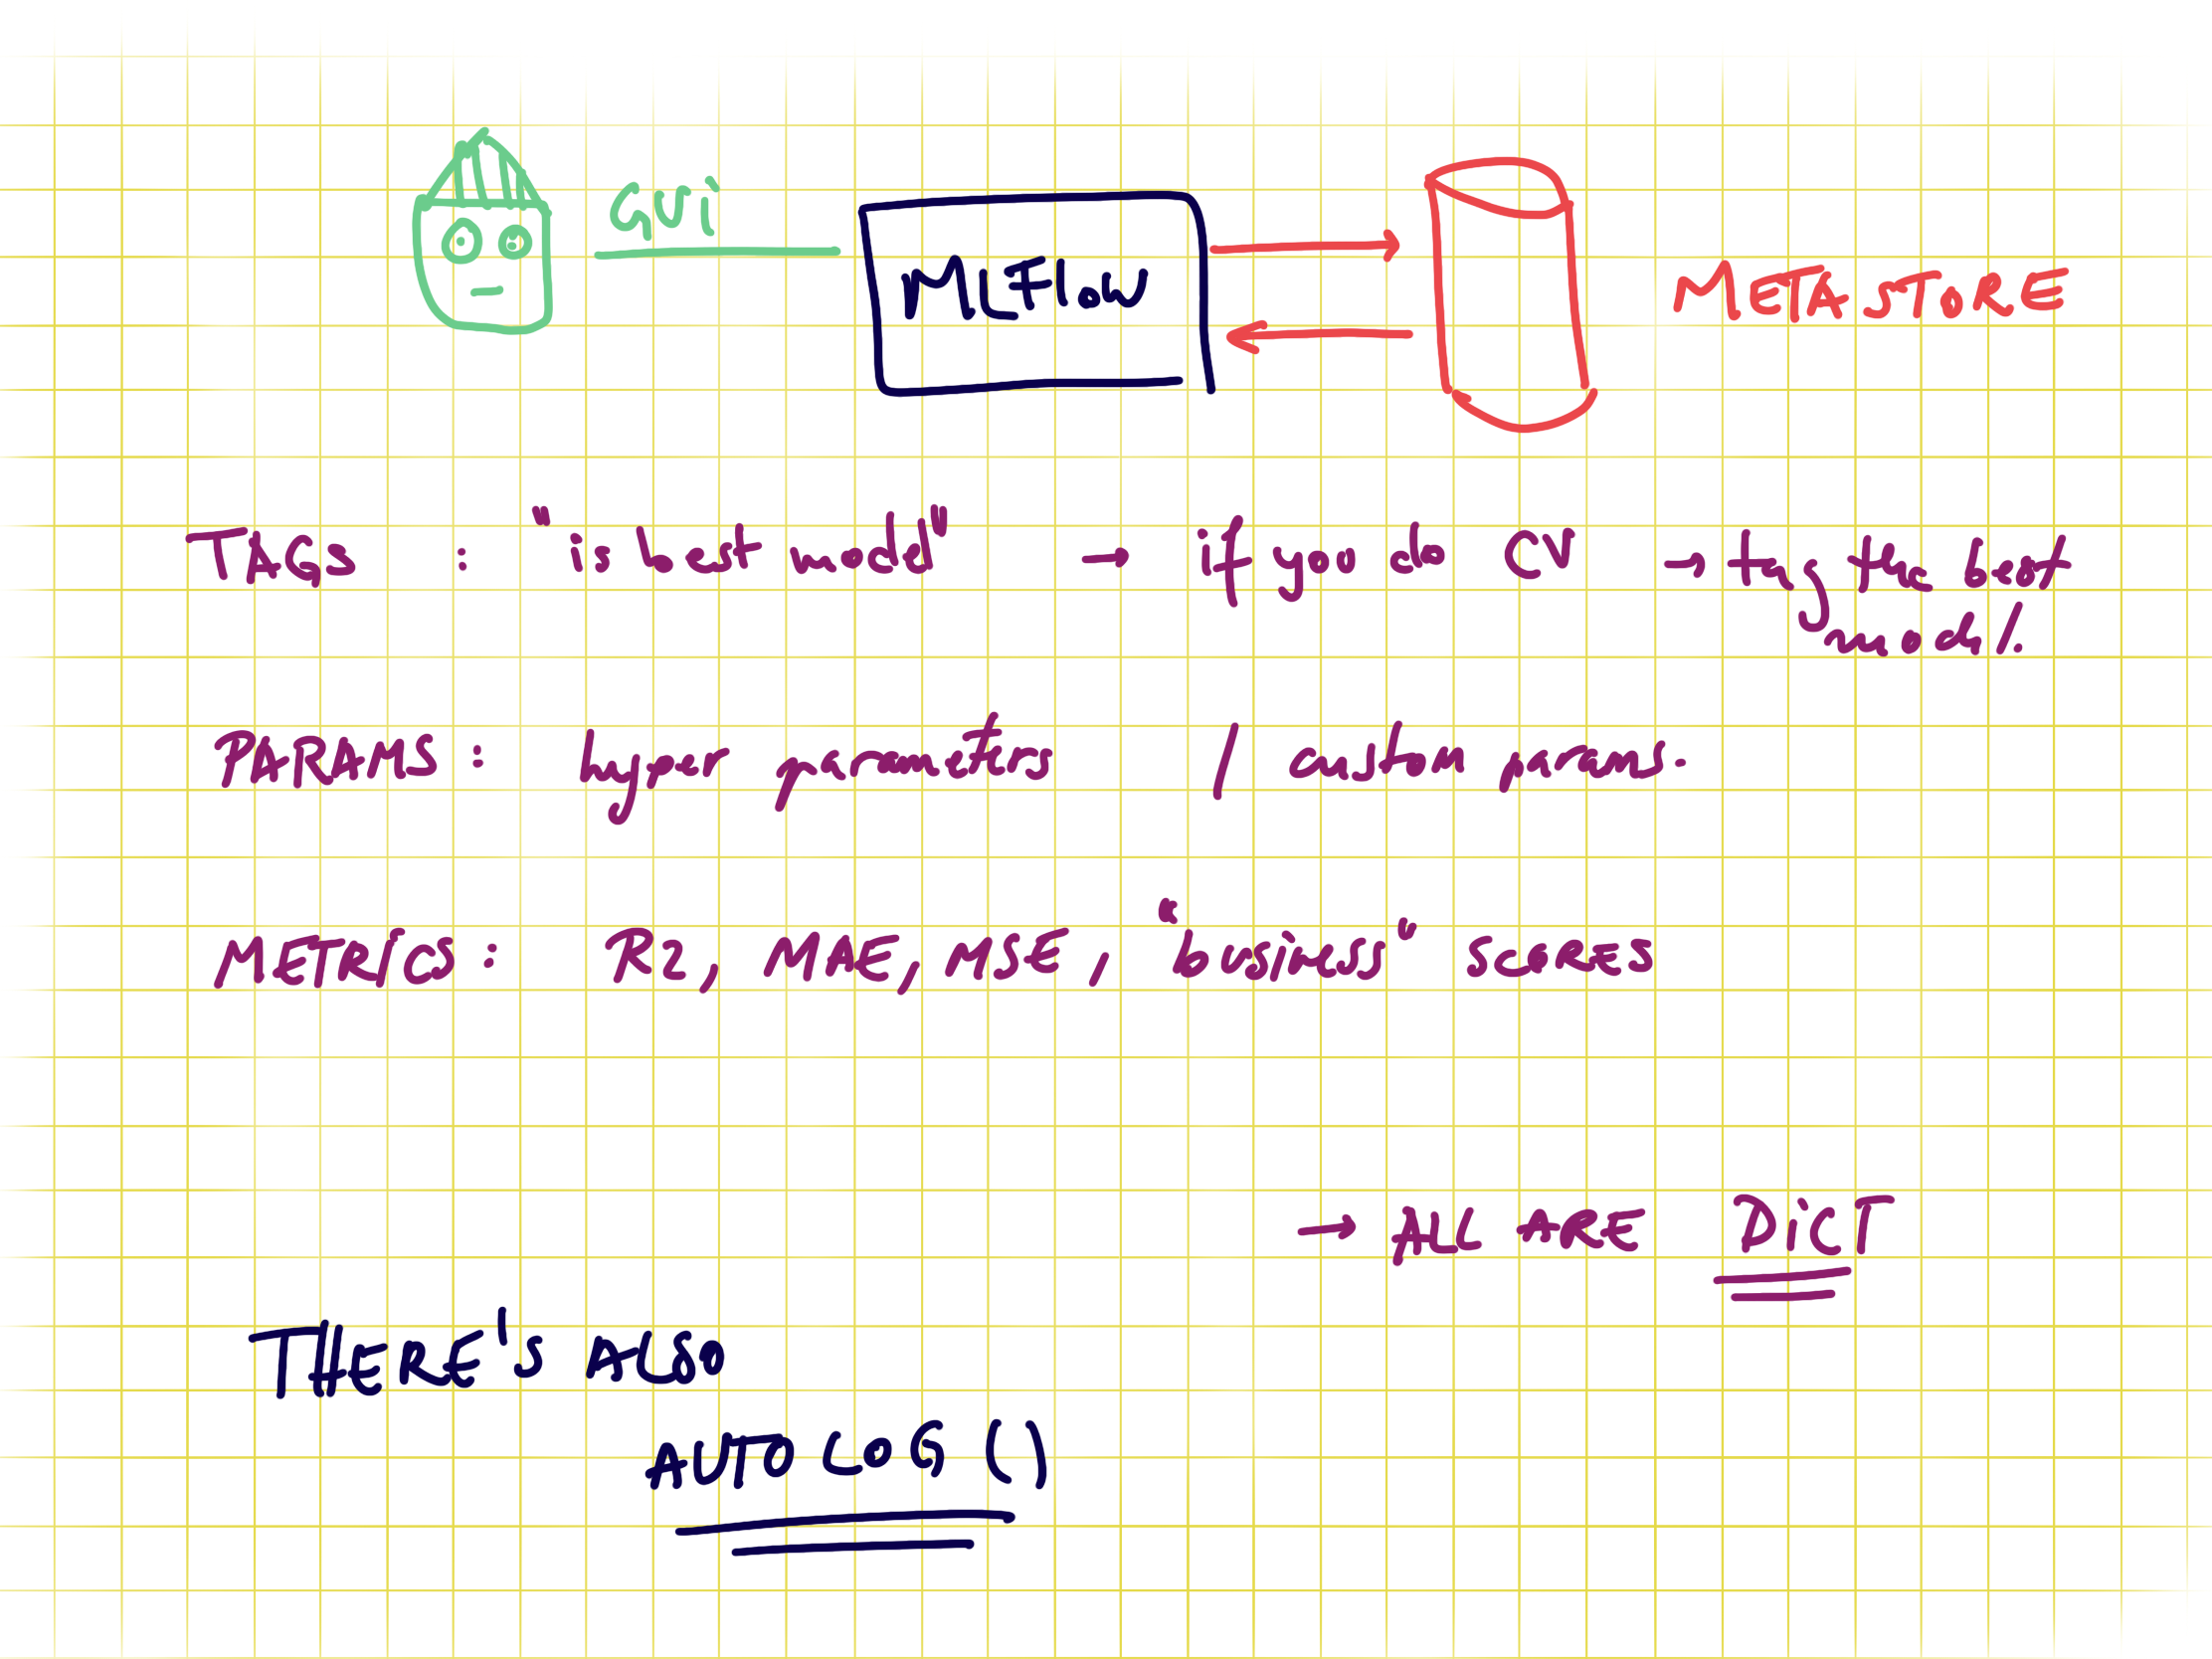 GUi
MLFlow
METASTORE
TAGS : "is best model" → if you do CV → tag the best
model.
PARAMS: hyper parameters / custom params.
METRICS: R2, MAE, MSE, "business" SCORES
→ ALL ARE DiCT
THERE'S ALSO
AUTOLOG()